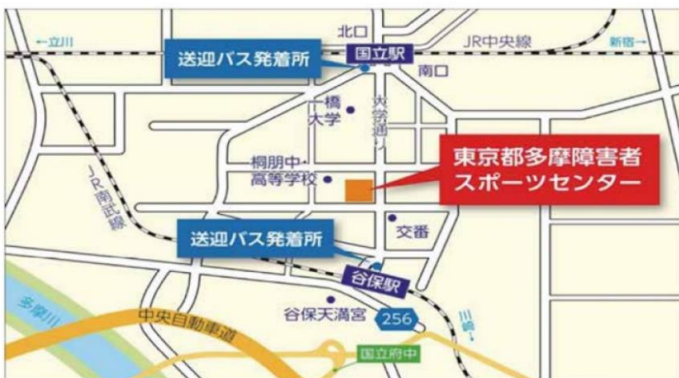 北口
←立川
国立駅
JR中央線
新宿→
送迎バス発着所
南口
一橋
大学
大学通り
東京都多摩障害者
スポーツセンター
桐朋中・
高等学校
JR南武線
送迎バス発着所
交番
谷保駅
多摩川
中央自動車道
谷保天満宮
256
川崎→
国立府中